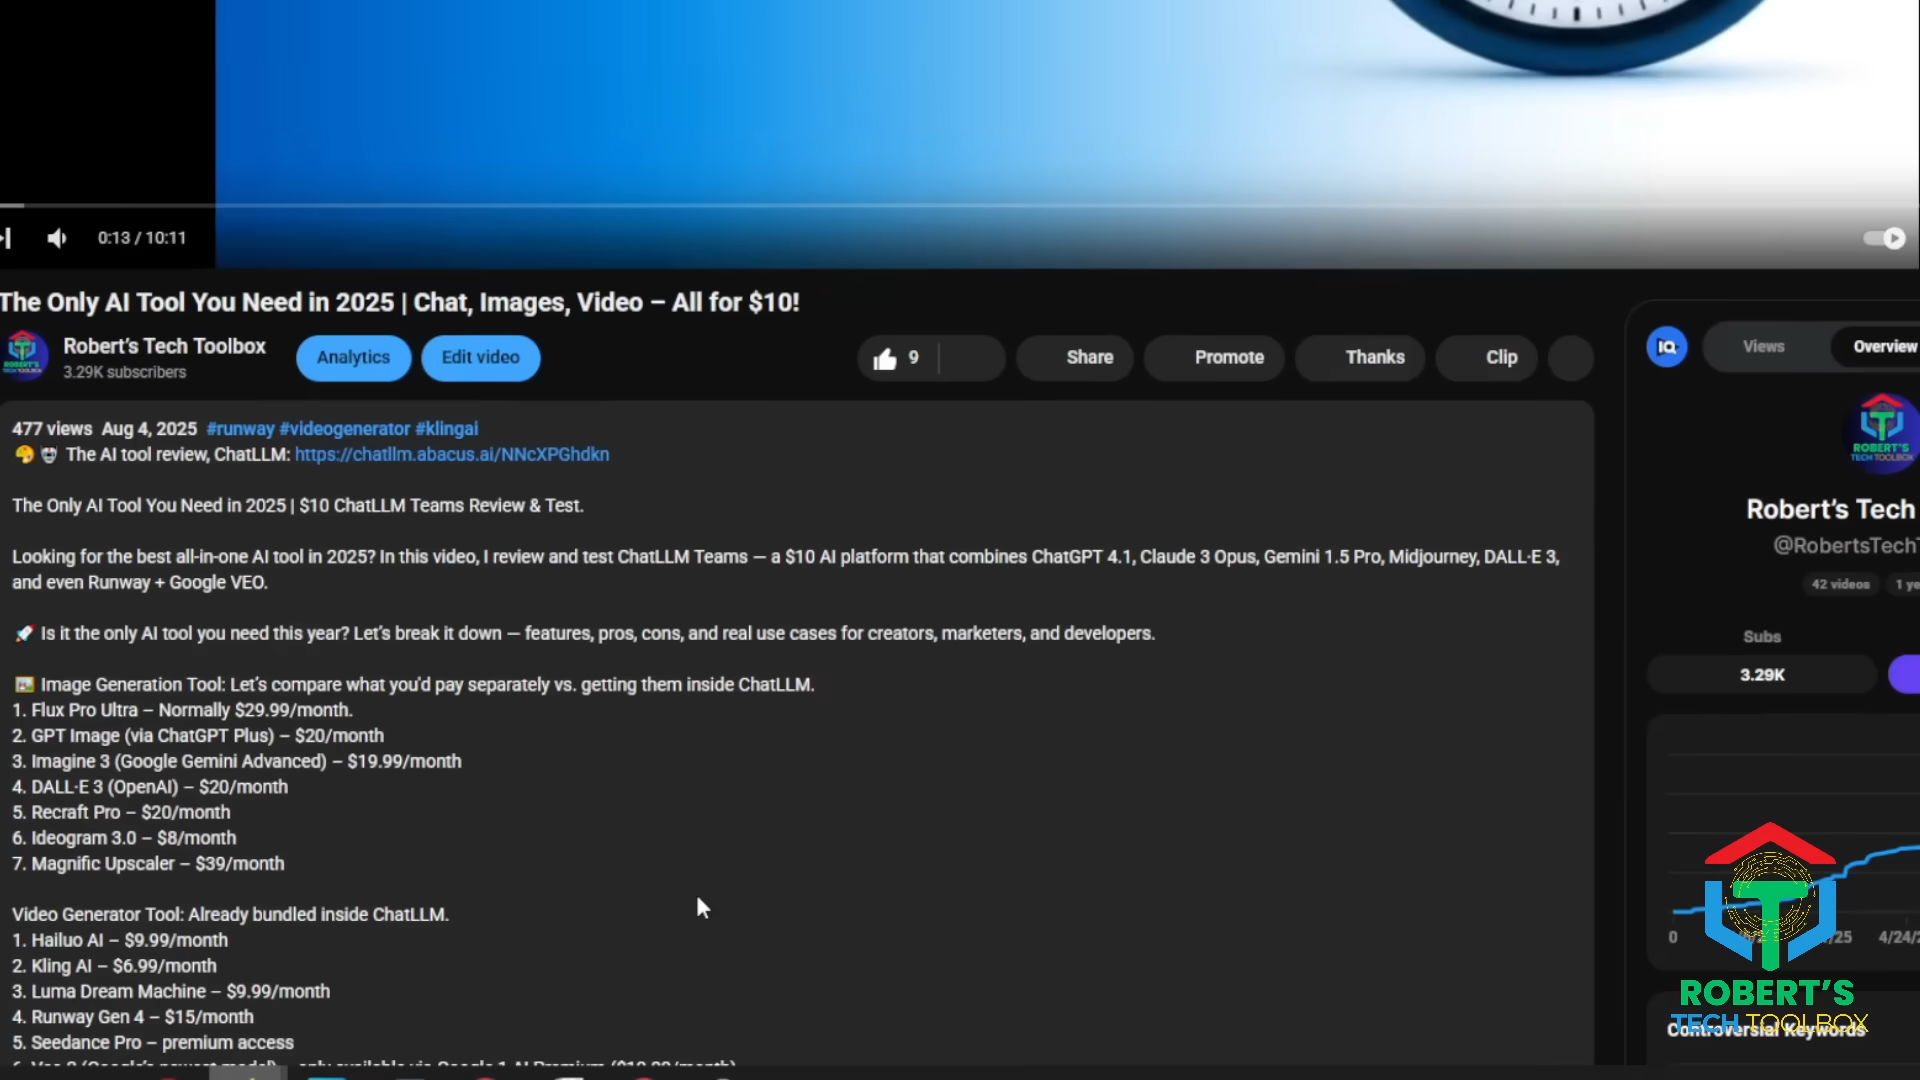 0:13 / 10:11
The Only AI Tool You Need in 2025 | Chat, Images, Video – All for $10!
Robert's Tech Toolbox
3.29K subscribers
Analytics
Edit video
9
Share
Promote
Thanks
Clip
477 views Aug 4, 2025 #runway #videogenerator #klingai
The AI tool review, ChatLLM: https://chatllm.abacus.ai/NNcXPGhdkn
The Only AI Tool You Need in 2025 | $10 ChatLLM Teams Review & Test.
Looking for the best all-in-one AI tool in 2025? In this video, I review and test ChatLLM Teams — a $10 AI platform that combines ChatGPT 4.1, Claude 3 Opus, Gemini 1.5 Pro, Midjourney, DALL·E 3,
and even Runway + Google VEO.
🚀 Is it the only AI tool you need this year? Let's break it down — features, pros, cons, and real use cases for creators, marketers, and developers.
🖼️ Image Generation Tool: Let's compare what you'd pay separately vs. getting them inside ChatLLM.
1. Flux Pro Ultra – Normally $29.99/month.
2. GPT Image (via ChatGPT Plus) – $20/month
3. Imagine 3 (Google Gemini Advanced) – $19.99/month
4. DALL·E 3 (OpenAI) – $20/month
5. Recraft Pro – $20/month
6. Ideogram 3.0 – $8/month
7. Magnific Upscaler – $39/month
Video Generator Tool: Already bundled inside ChatLLM.
1. Hailuo AI – $9.99/month
2. Kling AI – $6.99/month
3. Luma Dream Machine – $9.99/month
4. Runway Gen 4 – $15/month
5. Seedance Pro – premium access
IQ
Views
Overview
ROBERT'S
TECH TOOLBOX
Robert's Tech
@RobertsTech
42 videos
1 ye
Subs
3.29K
0
4/24/2
ROBERT'S
TECH TOOLBOX
Controversial Keywords